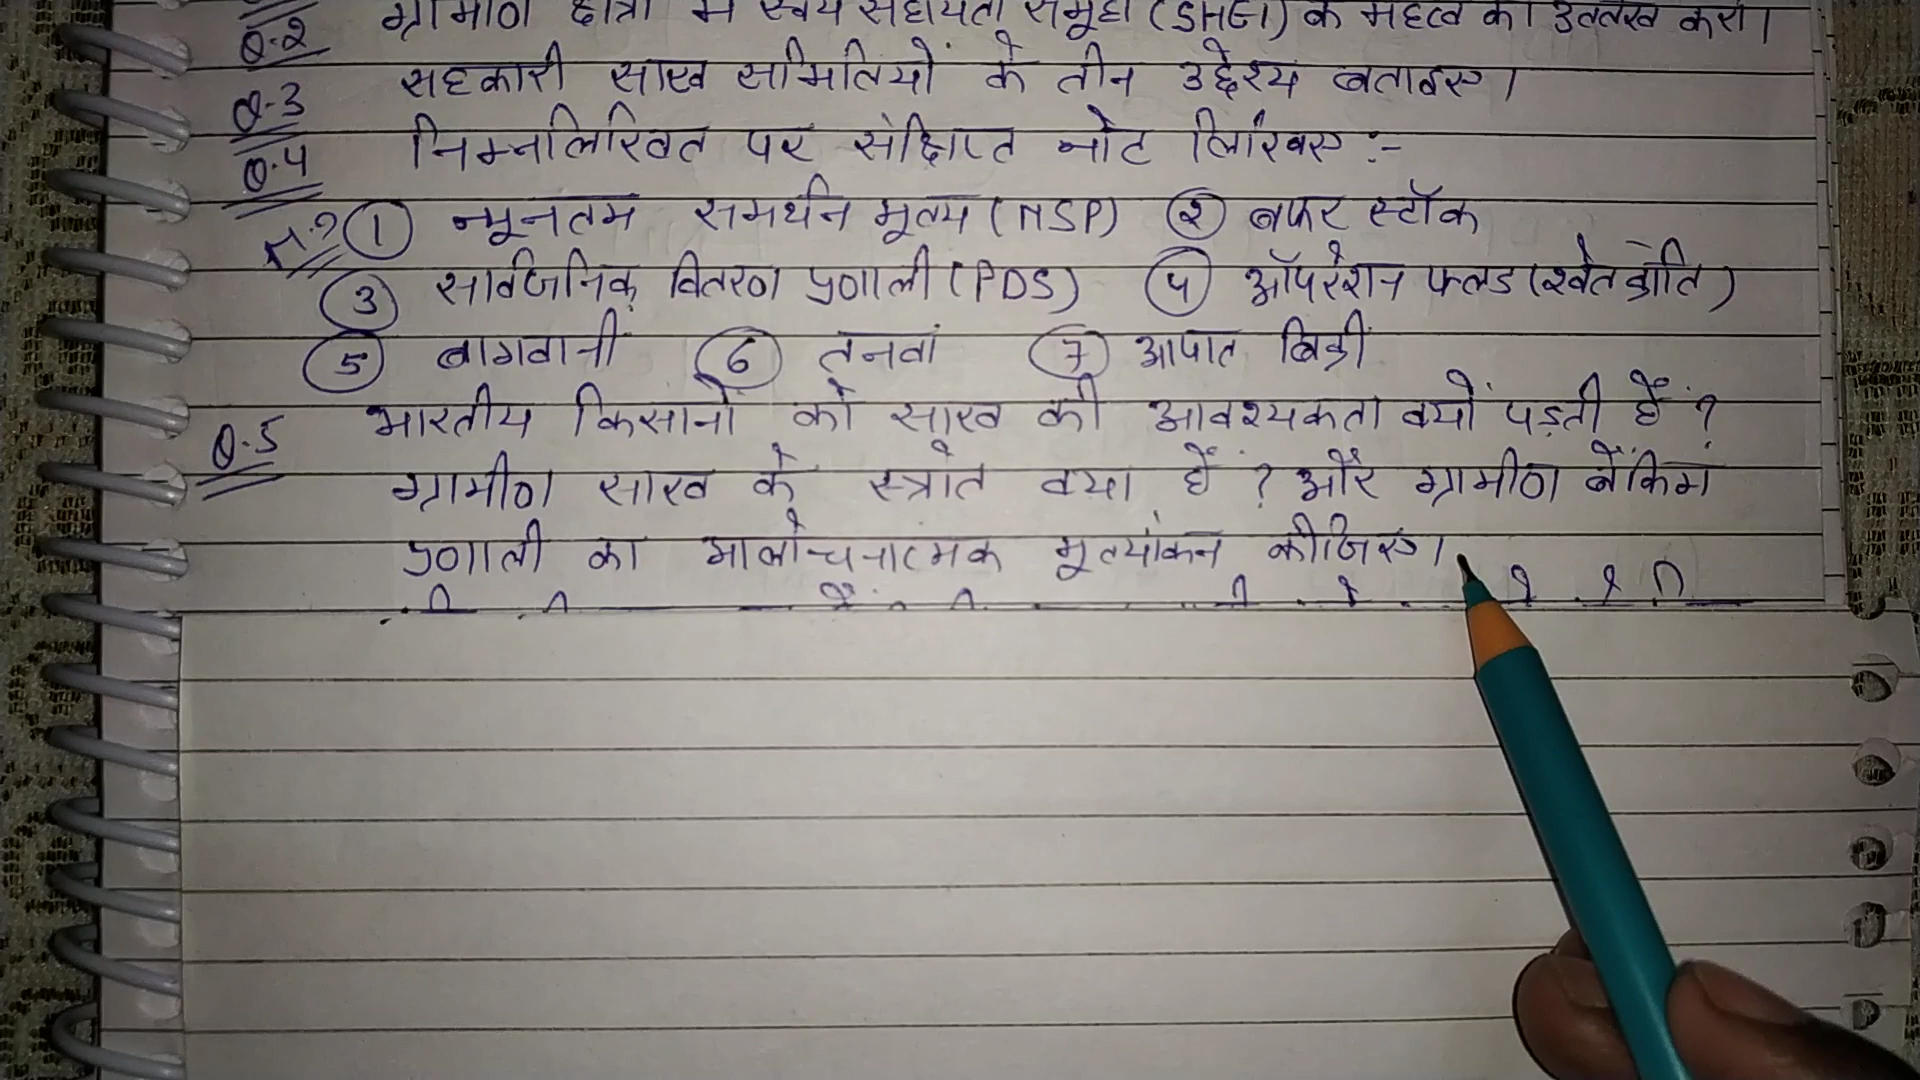 Q.2 ग्रामीण क्षेत्रों में स्वयं सहायता समूहों (SHG) के महत्व का उल्लेख करो।
Q.3 सहकारी साख समितियों के तीन उद्देश्य बताइए।
Q.4 निम्नलिखित पर संक्षिप्त नोट लिखिए :-
① न्यूनतम समर्थन मूल्य (MSP) ② बफर स्टॉक
③ सार्वजनिक वितरण प्रणाली (PDS) ④ ऑपरेशन फ्लड (श्वेत क्रांति)
⑤ बागवानी ⑥ तनवां ⑦ आपात बिक्री
Q.5 भारतीय किसानों को साख की आवश्यकता क्यों पड़ती हैं ?
ग्रामीण साख के स्त्रोत क्या हैं ? और ग्रामीण बैंकिंग
प्रणाली का आलोचनात्मक मूल्यांकन कीजिए।